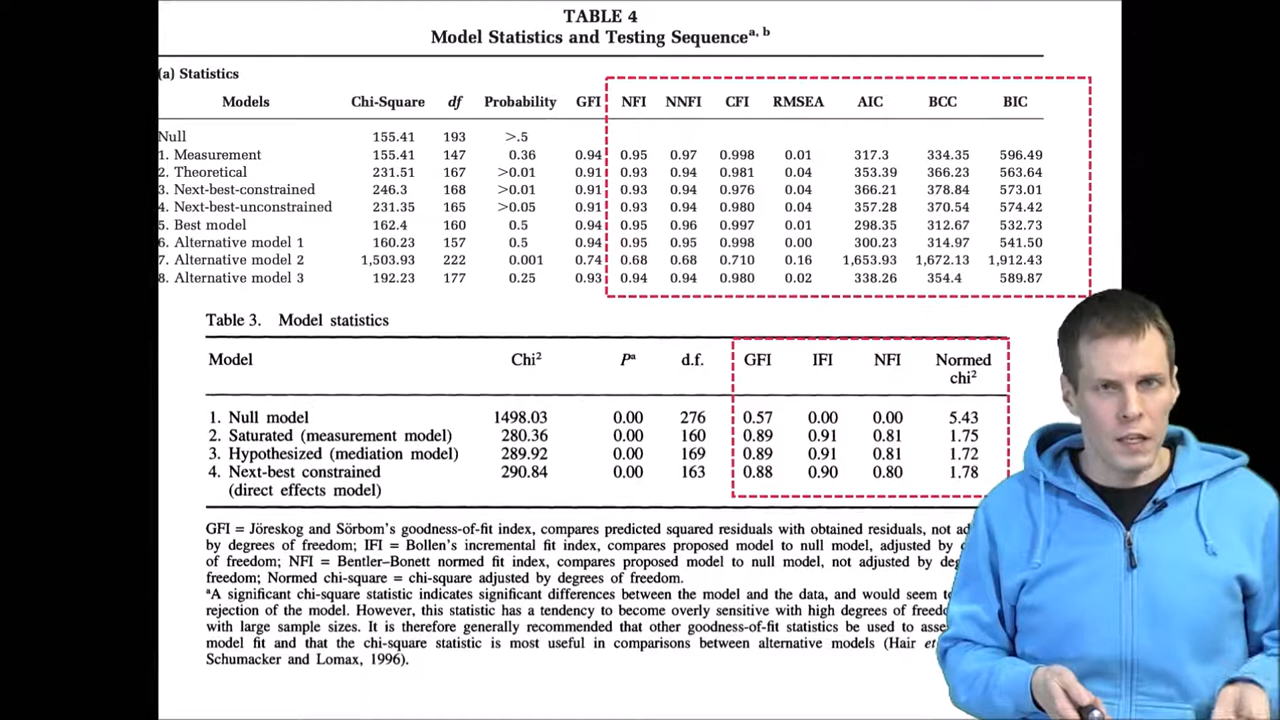 TABLE 4
Model Statistics and Testing Sequence^a, b
(a) Statistics
Models Chi-Square df Probability GFI NFI NNFI CFI RMSEA AIC BCC BIC
Null 155.41 193 >.5
1. Measurement 155.41 147 0.36 0.94 0.95 0.97 0.998 0.01 317.3 334.35 596.49
2. Theoretical 231.51 167 >0.01 0.91 0.93 0.94 0.981 0.04 353.39 366.23 563.64
3. Next-best-constrained 246.3 168 >0.01 0.91 0.93 0.94 0.976 0.04 366.21 378.84 573.01
4. Next-best-unconstrained 231.35 165 >0.05 0.91 0.93 0.94 0.980 0.04 357.28 370.54 574.42
5. Best model 162.4 160 0.5 0.94 0.95 0.96 0.997 0.01 298.35 312.67 532.73
6. Alternative model 1 160.23 157 0.5 0.94 0.95 0.95 0.998 0.00 300.23 314.97 541.50
7. Alternative model 2 1,503.93 222 0.001 0.74 0.68 0.68 0.710 0.16 1,653.93 1,672.13 1,912.43
8. Alternative model 3 192.23 177 0.25 0.93 0.94 0.94 0.980 0.02 338.26 354.4 589.87
Table 3. Model statistics
Model Chi² Pᵃ d.f. GFI IFI NFI Normed
chi²
1. Null model 1498.03 0.00 276 0.57 0.00 0.00 5.43
2. Saturated (measurement model) 280.36 0.00 160 0.89 0.91 0.81 1.75
3. Hypothesized (mediation model) 289.92 0.00 169 0.89 0.91 0.81 1.72
4. Next-best constrained 290.84 0.00 163 0.88 0.90 0.80 1.78
(direct effects model)
GFI = Jöreskog and Sörbom's goodness-of-fit index, compares predicted squared residuals with obtained residuals, not
by degrees of freedom; IFI = Bollen's incremental fit index, compares proposed model to null model, adjusted by
of freedom; NFI = Bentler–Bonett normed fit index, compares proposed model to null model, not adjusted by
freedom; Normed chi-square = chi-square adjusted by degrees of freedom.
ᵃA significant chi-square statistic indicates significant differences between the model and the data, and would seem to
rejection of the model. However, this statistic has a tendency to become overly sensitive with high degrees of
with large sample sizes. It is therefore generally recommended that other goodness-of-fit statistics be used to
model fit and that the chi-square statistic is most useful in comparisons between alternative models (Hair et
Schumacker and Lomax, 1996).